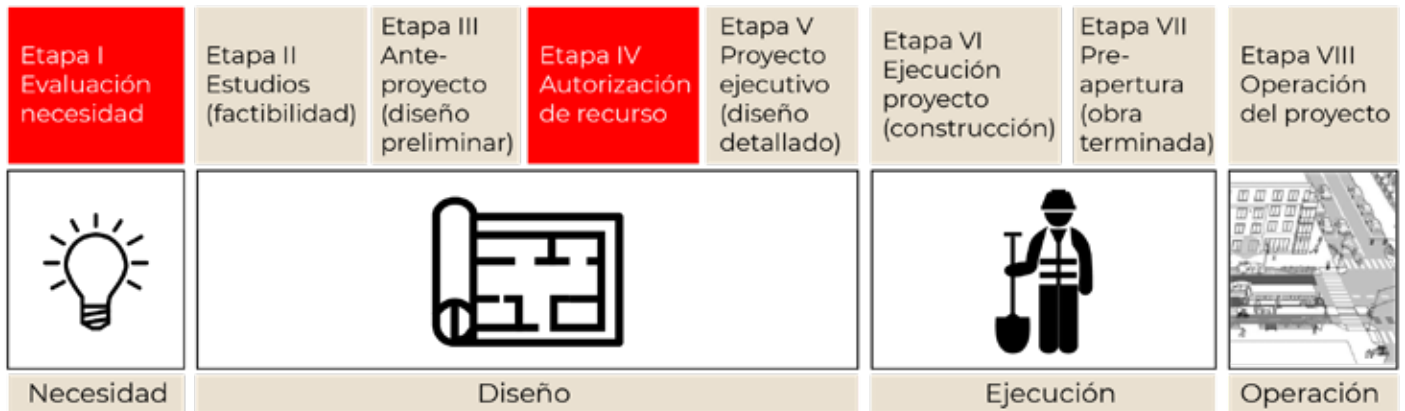 Etapa I
Evaluación
necesidad
Etapa II
Estudios
(factibilidad)
Etapa III
Ante-
proyecto
(diseño
preliminar)
Etapa IV
Autorización
de recurso
Etapa V
Proyecto
ejecutivo
(diseño
detallado)
Etapa VI
Ejecución
proyecto
(construcción)
Etapa VII
Pre-
apertura
(obra
terminada)
Etapa VIII
Operación
del proyecto
Necesidad
Diseño
Ejecución
Operación